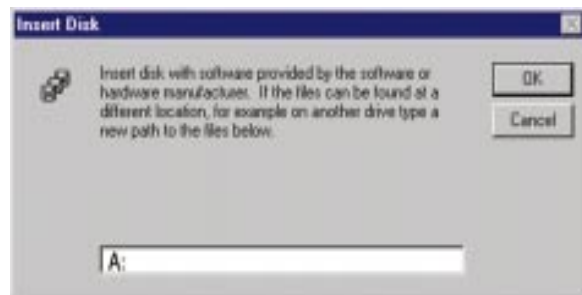 Insert Disk
Insert disk with software provided by the software or
hardware manufacturer. If the files can be found at a
different location, for example on another drive type a
new path to the files below.
OK
Cancel
A: